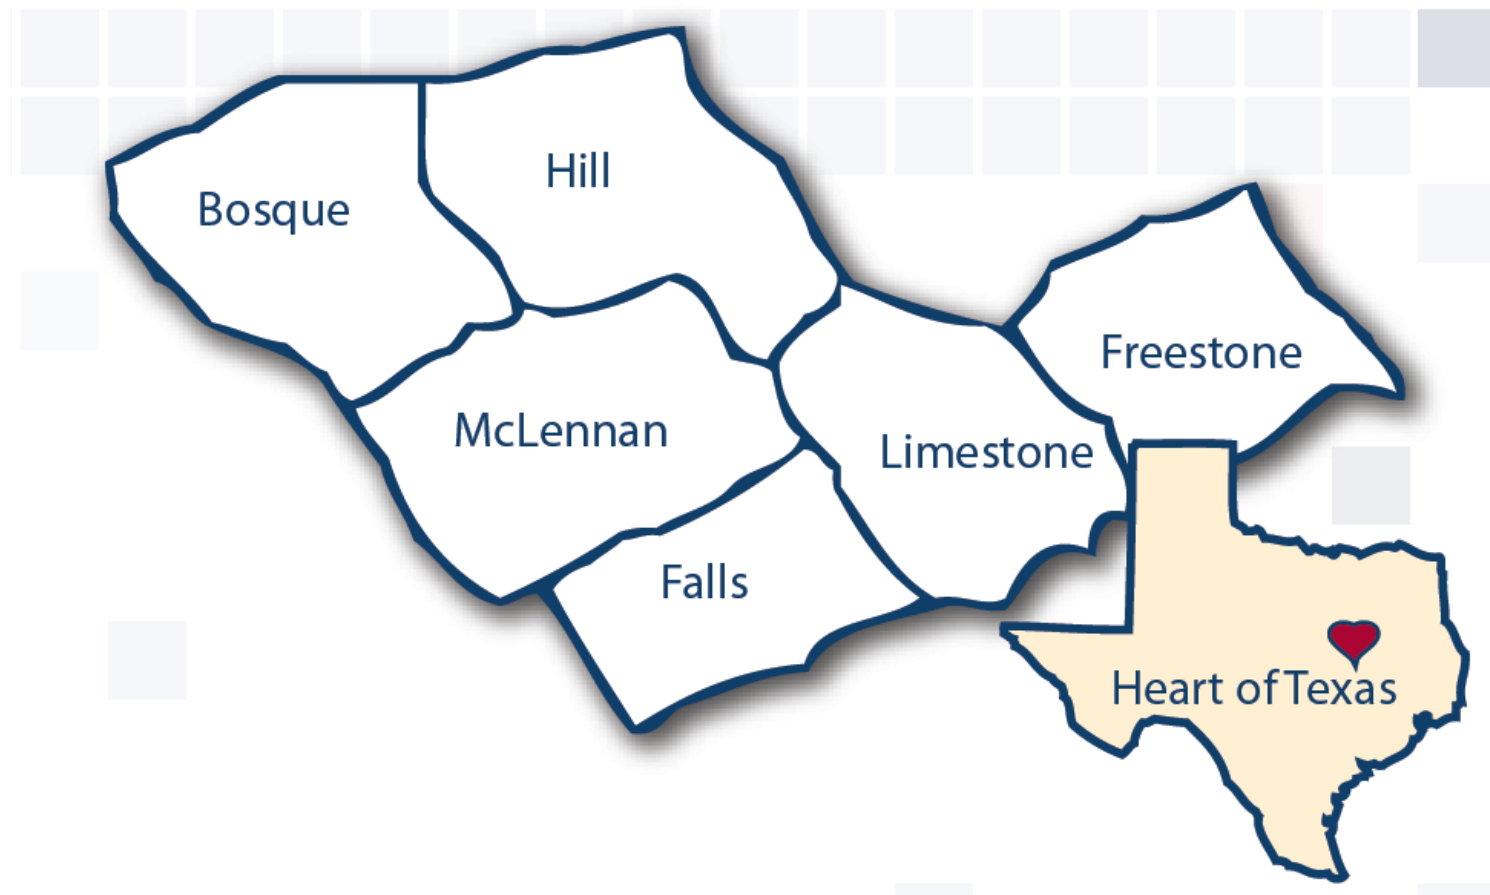 Hill
Bosque
Freestone
McLennan
Limestone
Falls
Heart of Texas